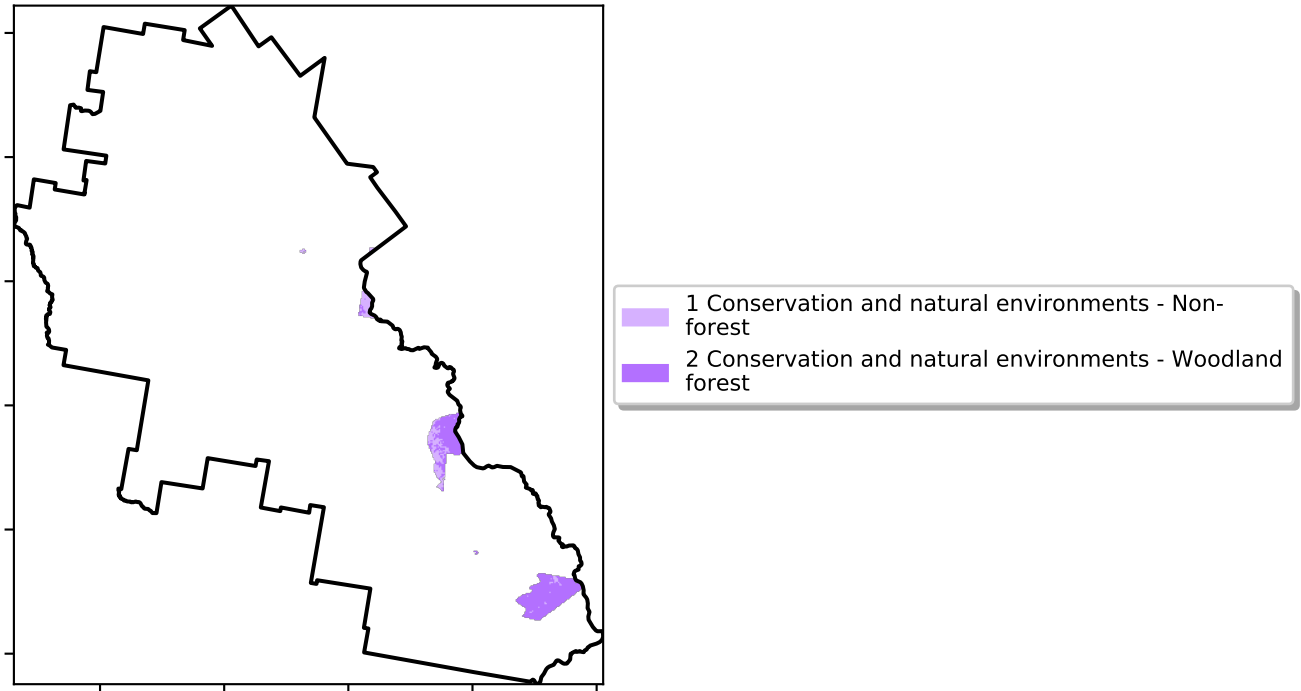 1 Conservation and natural environments - Non-
forest
2 Conservation and natural environments - Woodland
forest